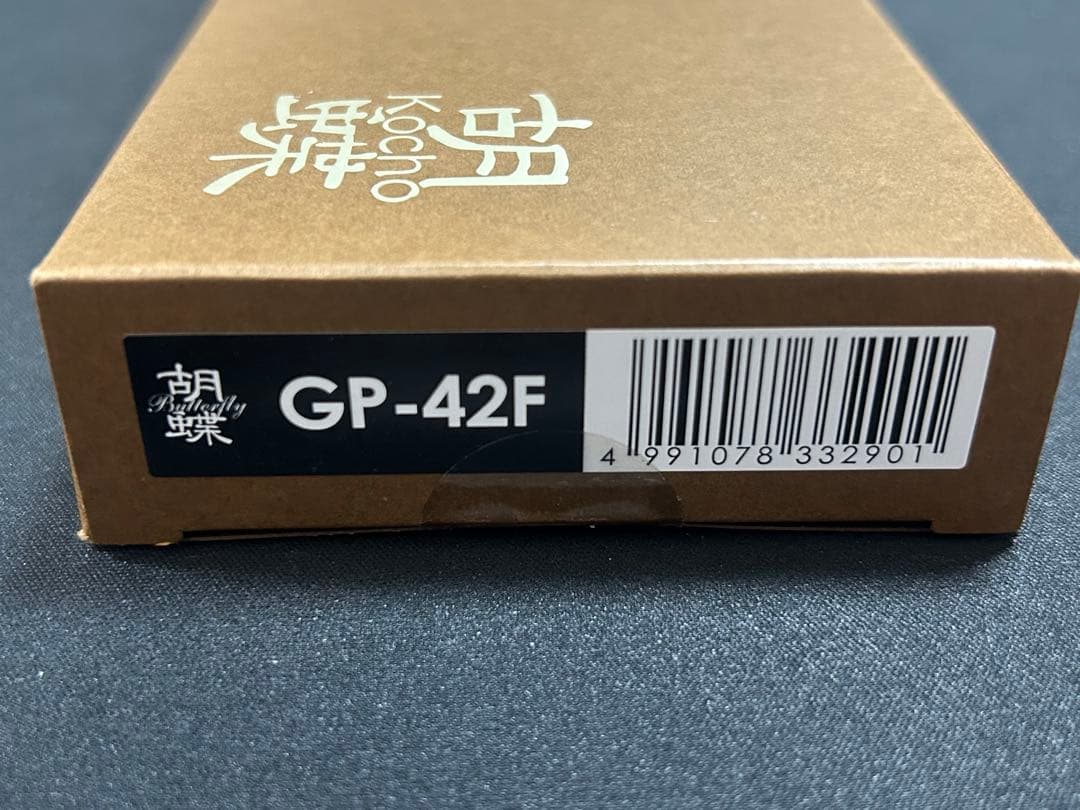 胡蝶
Kocho
胡蝶
Butterfly
GP-42F
4 991078 332901